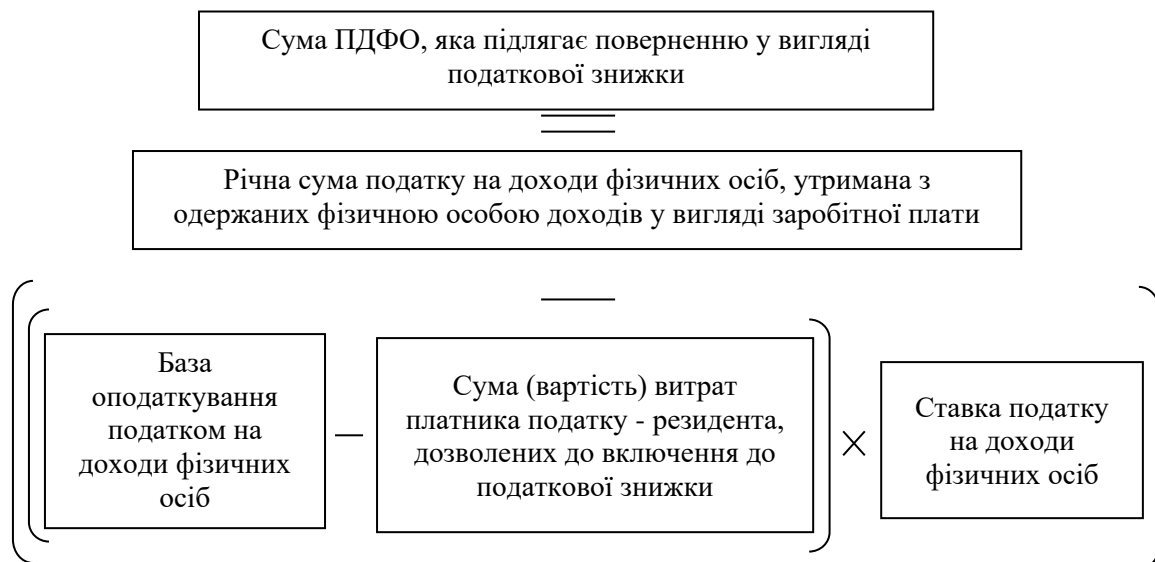 Сума ПДФО, яка підлягає поверненню у вигляді
податкової знижки
Річна сума податку на доходи фізичних осіб, утримана з
одержаних фізичною особою доходів у вигляді заробітної плати
База
оподаткування
податком на
доходи фізичних
осіб
Сума (вартість) витрат
платника податку - резидента,
дозволених до включення до
податкової знижки
Ставка податку
на доходи
фізичних осіб